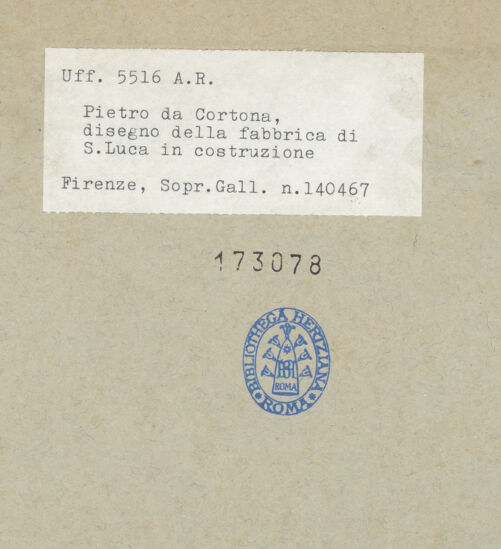 Uff. 5516 A.R.
Pietro da Cortona,
disegno della fabbrica di
S.Luca in costruzione
Firenze, Sopr.Gall. n.140467
173078
BIBLIOTHECA HERTZIANA
BH
ROMA
ROMA